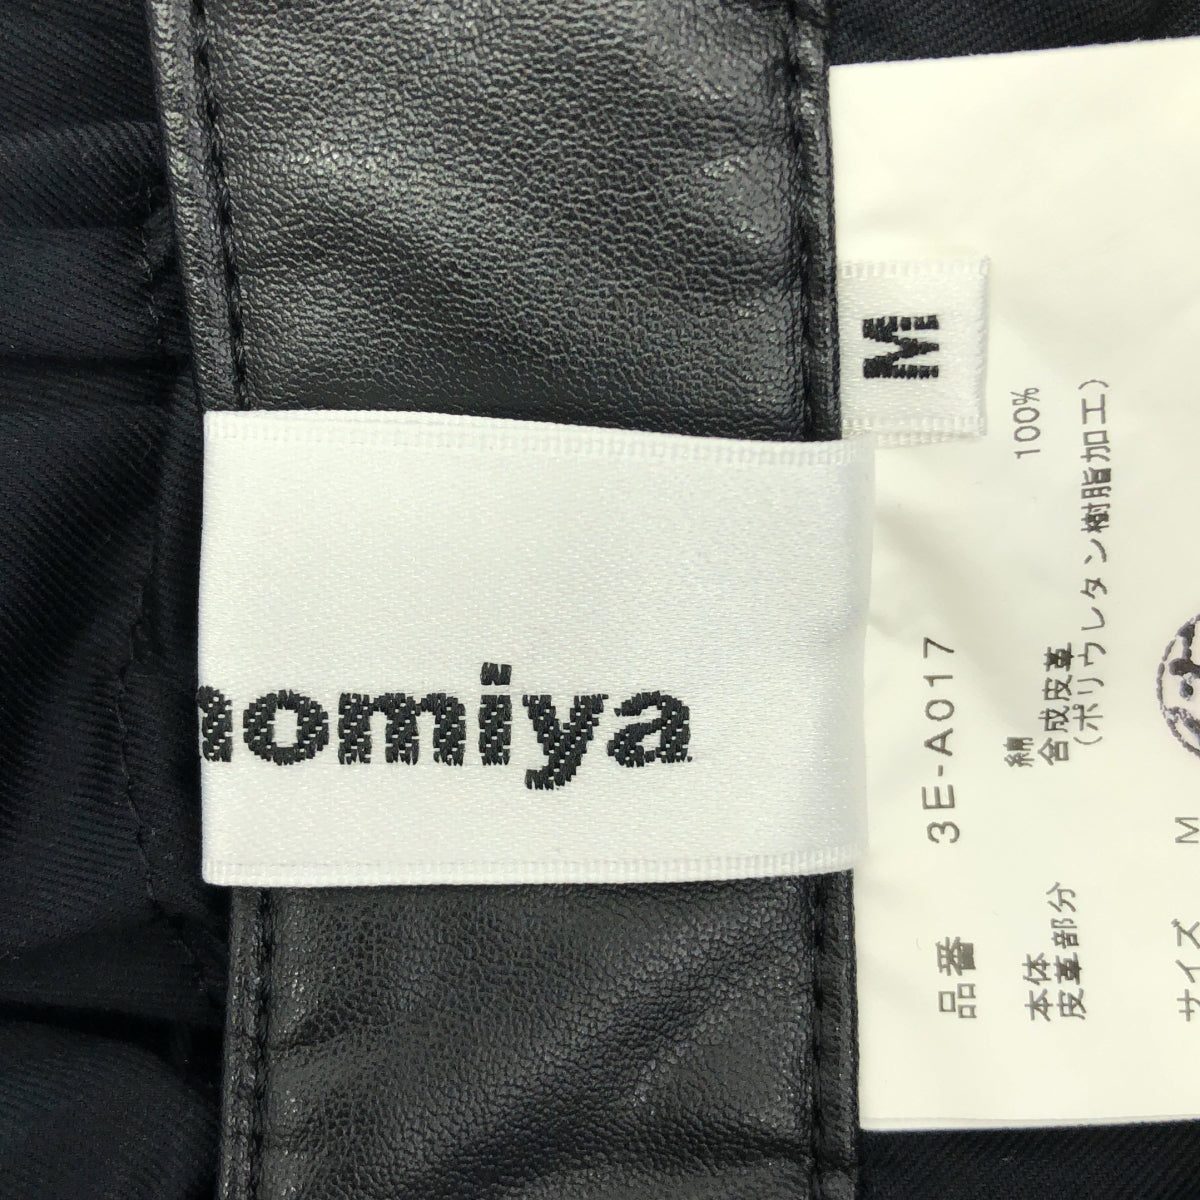 nomiya
M
品番 3E-A017
本体 綿 100%
皮革部分 合成皮革
(ポリウレタン樹脂加工)
サイズ M